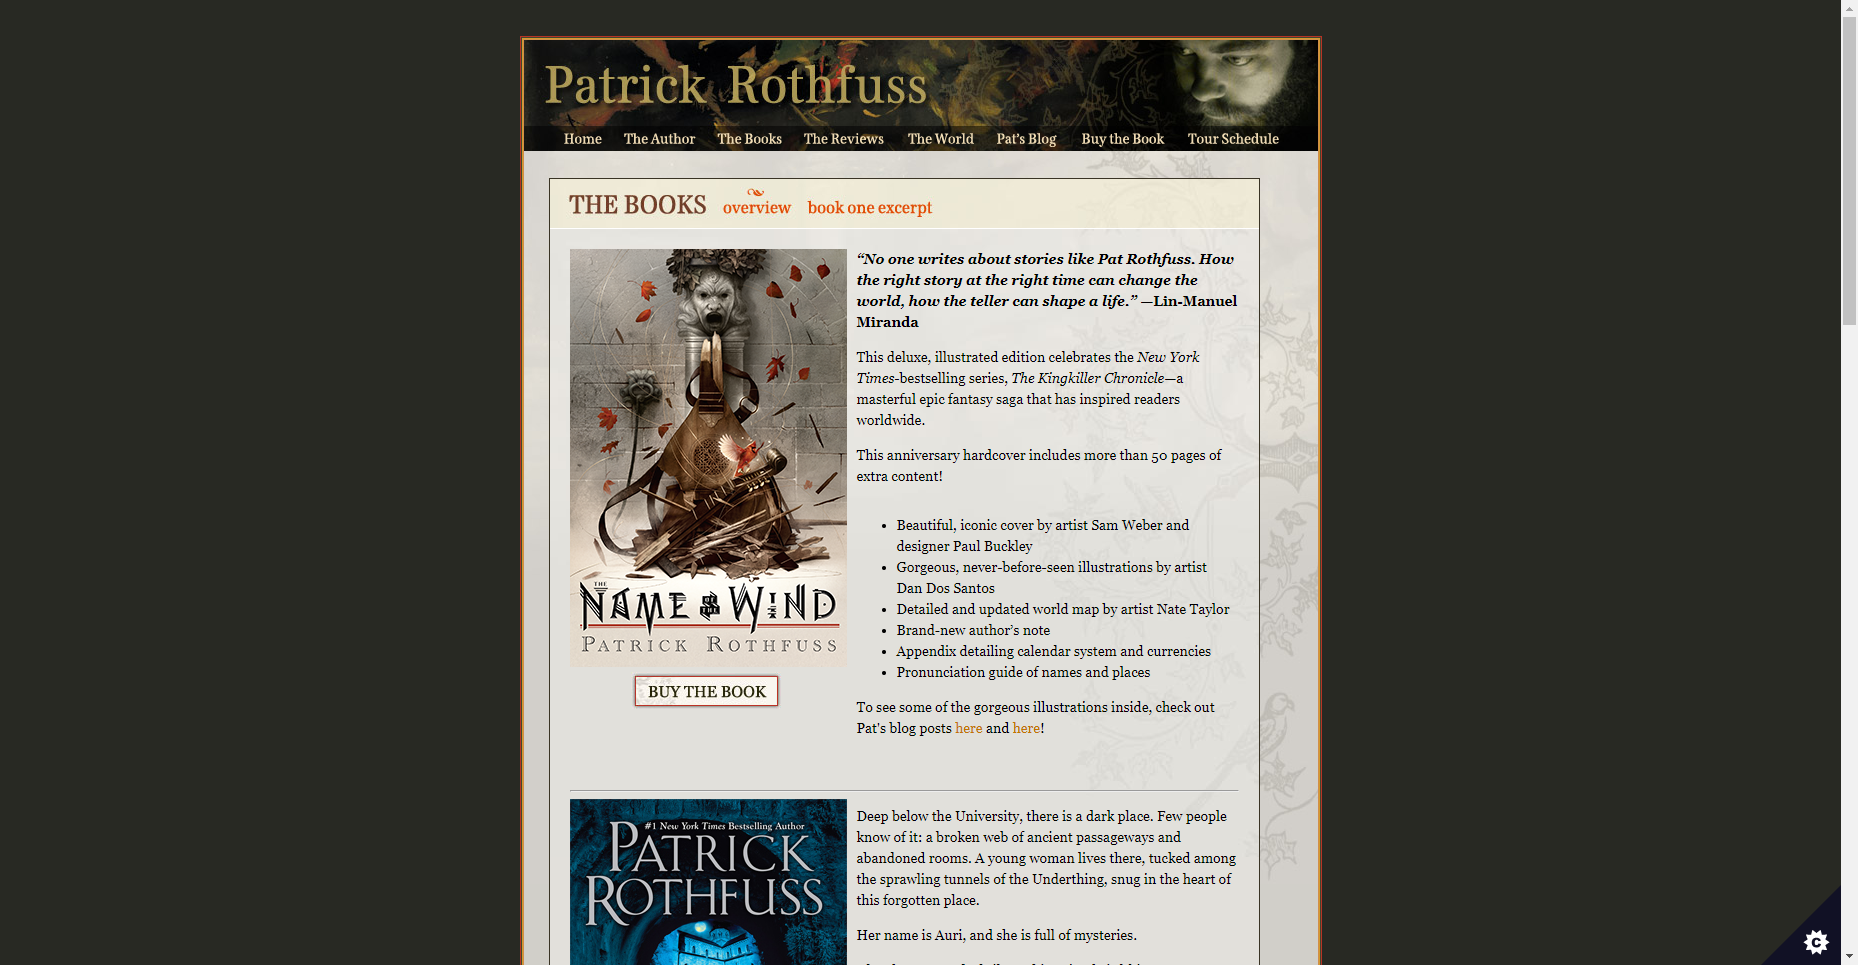 Patrick Rothfuss
Home The Author The Books The Reviews The World Pat's Blog Buy the Book Tour Schedule
THE BOOKS overview book one excerpt
“No one writes about stories like Pat Rothfuss. How
the right story at the right time can change the
world, how the teller can shape a life.” —Lin-Manuel
Miranda
This deluxe, illustrated edition celebrates the New York
Times-bestselling series, The Kingkiller Chronicle—a
masterful epic fantasy saga that has inspired readers
worldwide.
This anniversary hardcover includes more than 50 pages of
extra content!
• Beautiful, iconic cover by artist Sam Weber and
designer Paul Buckley
• Gorgeous, never-before-seen illustrations by artist
Dan Dos Santos
• Detailed and updated world map by artist Nate Taylor
• Brand-new author’s note
• Appendix detailing calendar system and currencies
• Pronunciation guide of names and places
To see some of the gorgeous illustrations inside, check out
Pat's blog posts here and here!
THE
NAME OF THE WIND
PATRICK ROTHFUSS
BUY THE BOOK
#1 New York Times Bestselling Author
PATRICK
ROTHFUSS
Deep below the University, there is a dark place. Few people
know of it: a broken web of ancient passageways and
abandoned rooms. A young woman lives there, tucked among
the sprawling tunnels of the Underthing, snug in the heart of
this forgotten place.
Her name is Auri, and she is full of mysteries.